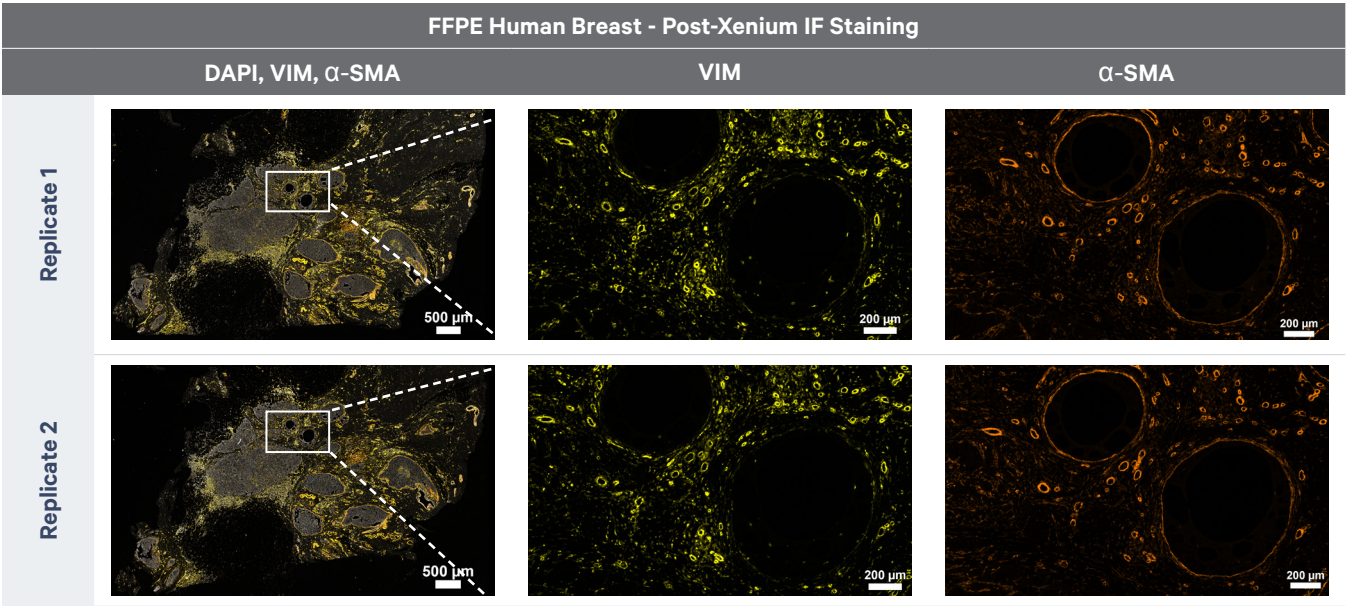 FFPE Human Breast - Post-Xenium IF Staining
DAPI, VIM, α-SMA
VIM
α-SMA
Replicate 1
500 µm
200 µm
200 µm
Replicate 2
500 µm
200 µm
200 µm